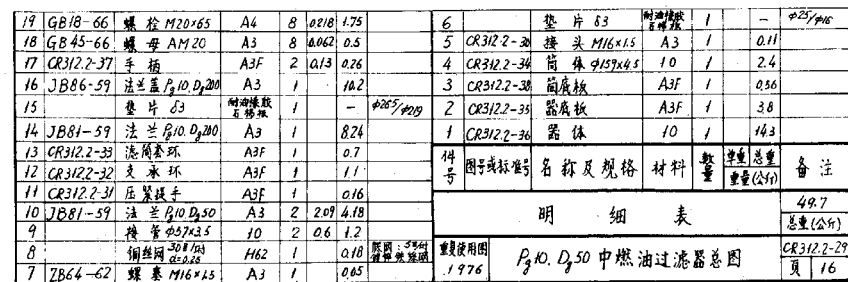 19 GB18-66 螺栓 M20×65 A4 8 0.218 1.75
18 GB45-66 螺母 AM20 A3 8 0.062 0.5
17 CR312.2-37 手柄 A3F 2 0.13 0.26
16 JB86-59 法兰盖 Pg10. Dg200 A3 1 10.2
15 垫片 δ3 耐油橡胶石棉板 1 — φ265/φ219
14 JB81-59 法兰 Pg10. Dg200 A3 1 8.24
13 CR312.2-33 滤筒套环 A3F 1 0.7
12 CR312.2-32 支承环 A3F 1 1.1
11 CR312.2-31 压紧提手 A3F 1 0.16
10 JB81-59 法兰 Pg10 Dg50 A3 2 2.09 4.18
9 接管 φ57×3.5 10 2 0.6 1.2
8 铜丝网 d=0.25 H62 1 0.18
7 ZB64-62 螺塞 M16×1.5 A3 1 0.05
6 垫片 δ3 耐油橡胶石棉板 1 — φ25/φ16
5 CR312.2-30 接头 M16×1.5 A3 1 0.11
4 CR312.2-34 筒体 φ159×4.5 10 1 2.4
3 CR312.2-38 筒底板 A3F 1 0.56
2 CR312.2-35 器底板 A3F 1 3.8
1 CR312.2-36 器体 10 1 14.3
件号 图号或标准号 名称及规格 材料 数量 单重 总重 重量(公斤) 备注
明细表 49.7
总重(公斤)
重复使用图 1976 Pg10. Dg50 中燃油过滤器总图 CR312.2-29
页 16